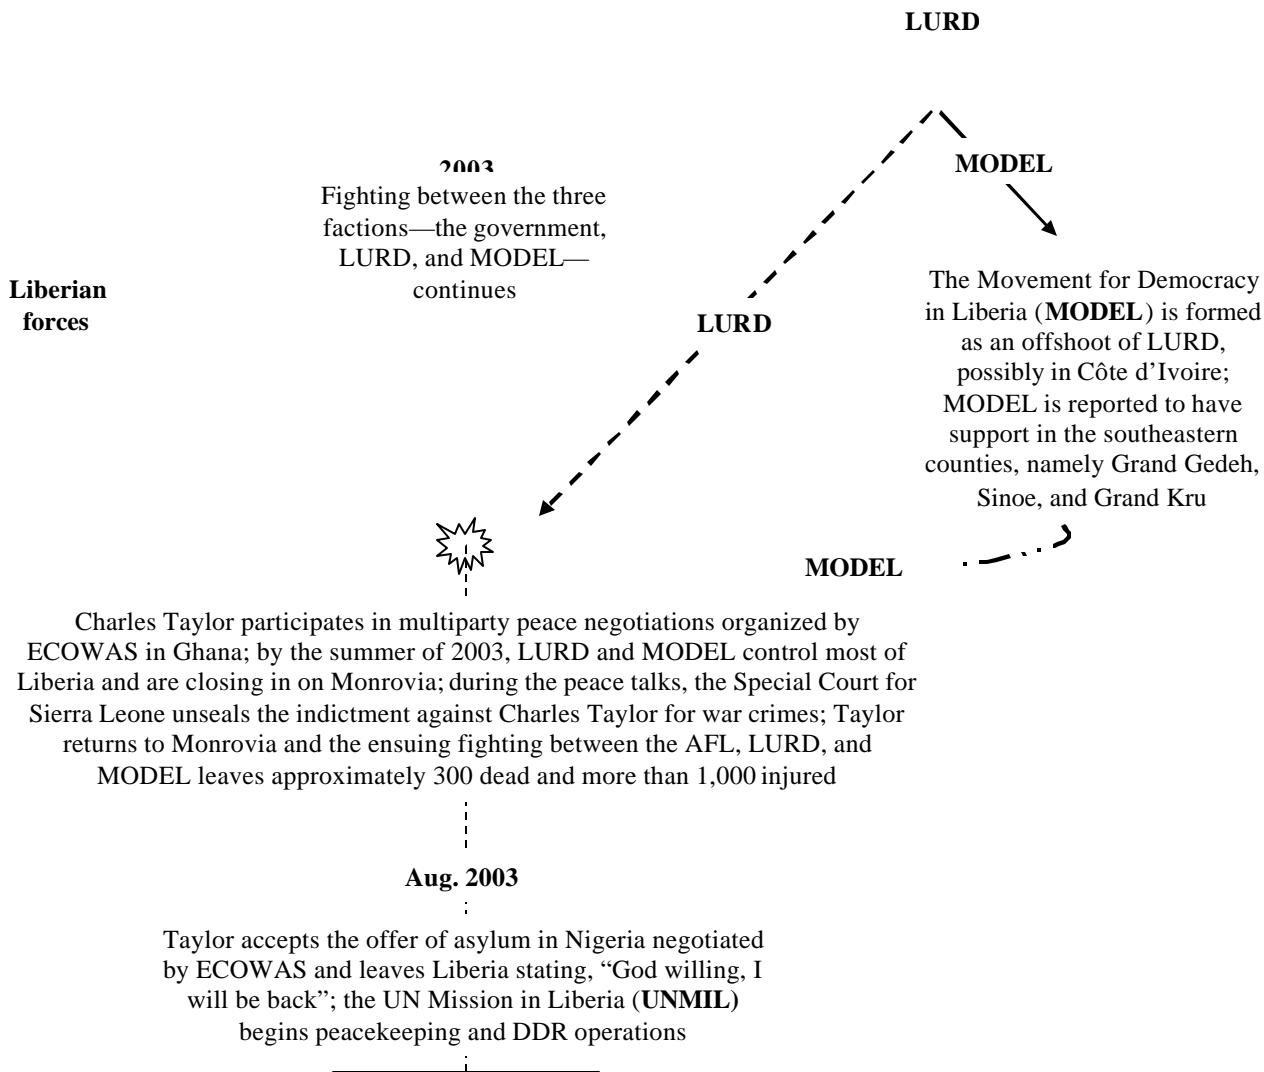 LURD
MODEL
2003
Fighting between the three
factions—the government,
LURD, and MODEL—
continues
Liberian
forces
LURD
The Movement for Democracy
in Liberia (MODEL) is formed
as an offshoot of LURD,
possibly in Côte d’Ivoire;
MODEL is reported to have
support in the southeastern
counties, namely Grand Gedeh,
Sinoe, and Grand Kru
MODEL
Charles Taylor participates in multiparty peace negotiations organized by
ECOWAS in Ghana; by the summer of 2003, LURD and MODEL control most of
Liberia and are closing in on Monrovia; during the peace talks, the Special Court for
Sierra Leone unseals the indictment against Charles Taylor for war crimes; Taylor
returns to Monrovia and the ensuing fighting between the AFL, LURD, and
MODEL leaves approximately 300 dead and more than 1,000 injured
Aug. 2003
Taylor accepts the offer of asylum in Nigeria negotiated
by ECOWAS and leaves Liberia stating, “God willing, I
will be back”; the UN Mission in Liberia (UNMIL)
begins peacekeeping and DDR operations